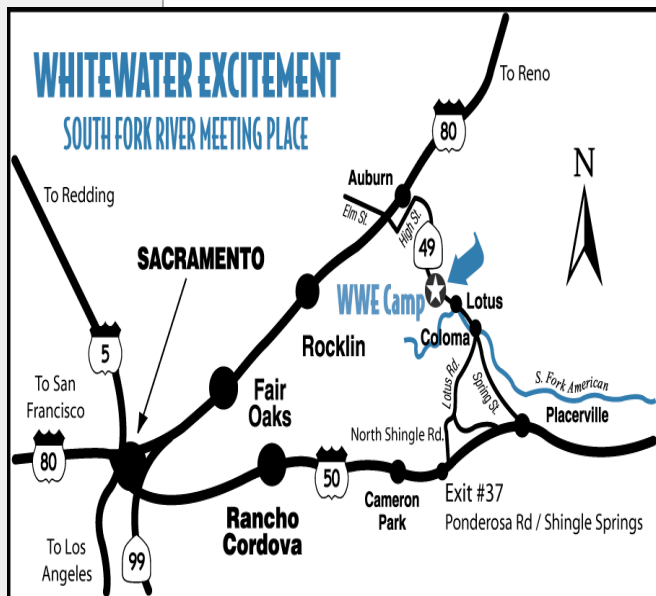 WHITEWATER EXCITEMENT
SOUTH FORK RIVER MEETING PLACE
To Reno
80
Auburn
Elm St.
High St.
49
N
To Redding
SACRAMENTO
WWE Camp
Lotus
Coloma
Rocklin
5
Fair
Oaks
To San
Francisco
80
Lotus Rd.
Spring St.
S. Fork American
Placerville
North Shingle Rd.
50
Cameron
Park
Exit #37
Ponderosa Rd / Shingle Springs
Rancho
Cordova
To Los
Angeles
99